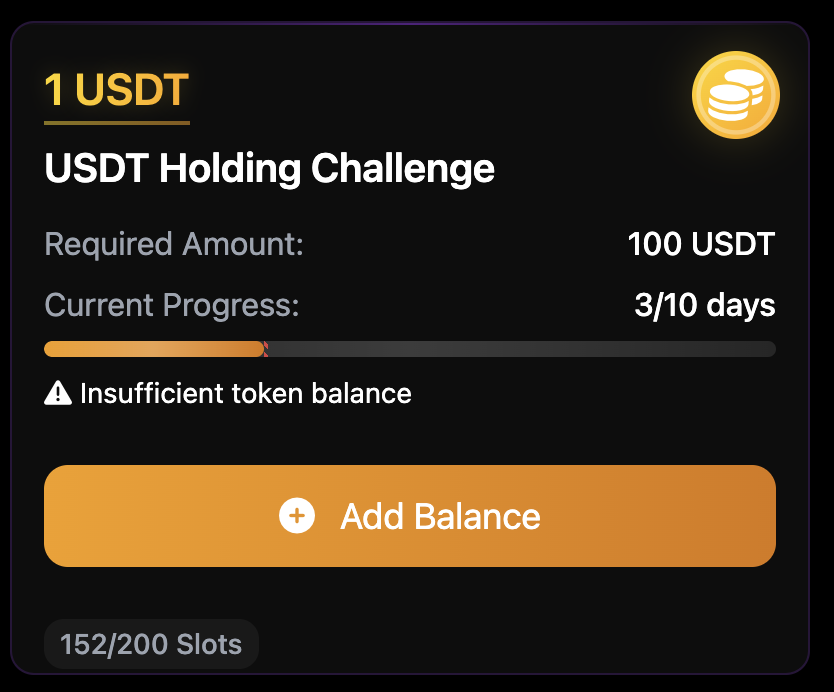 1 USDT
USDT Holding Challenge
Required Amount: 100 USDT
Current Progress: 3/10 days
Insufficient token balance
Add Balance
152/200 Slots